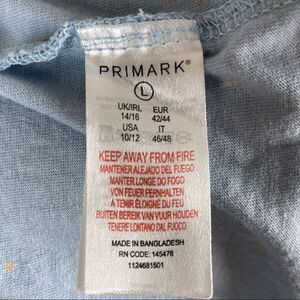 PRIMARK®
L
UK/IRL EUR
14/16 42/44
USA IT
10/12 46/48
KEEP AWAY FROM FIRE
MANTENER ALEJADO DEL FUEGO
MANTER LONGE DO FOGO
VON FEUER FERNHALTEN
A TENIR ÉLOIGNÉ DU FEU
BUITEN BEREIK VAN VUUR HOUDEN
TENERE LONTANO DAL FUOCO
MADE IN BANGLADESH
RN CODE: 145478
1124681501